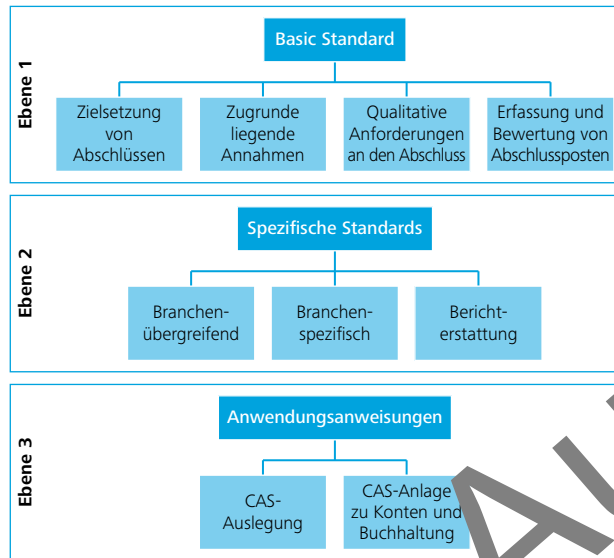 Ebene 1
Basic Standard
Zielsetzung
von
Abschlüssen
Zugrunde
liegende
Annahmen
Qualitative
Anforderungen
an den Abschluss
Erfassung und
Bewertung von
Abschlussposten
Ebene 2
Spezifische Standards
Branchen-
übergreifend
Branchen-
spezifisch
Bericht-
erstattung
Ebene 3
Anwendungsanweisungen
CAS-
Auslegung
CAS-Anlage
zu Konten und
Buchhaltung